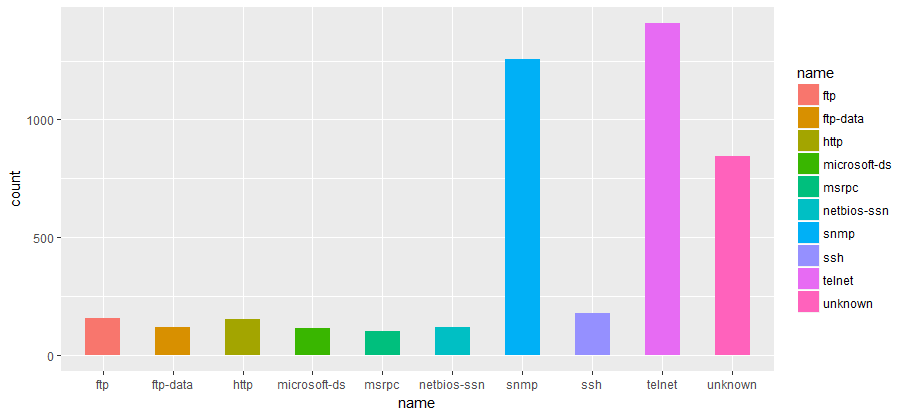 count
1000
500
0
ftp ftp-data http microsoft-ds msrpc netbios-ssn snmp ssh telnet unknown
name
name
ftp
ftp-data
http
microsoft-ds
msrpc
netbios-ssn
snmp
ssh
telnet
unknown